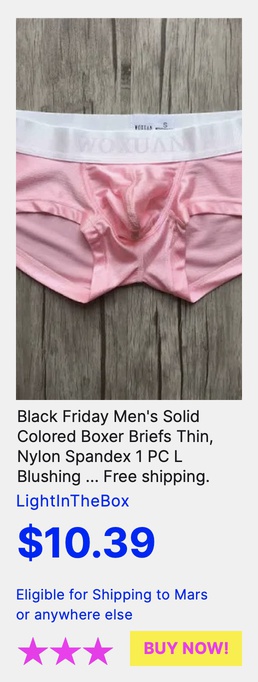 WOXUAN
WOXUAN
Black Friday Men's Solid
Colored Boxer Briefs Thin,
Nylon Spandex 1 PC L
Blushing ... Free shipping.
LightInTheBox
$10.39
Eligible for Shipping to Mars
or anywhere else
BUY NOW!